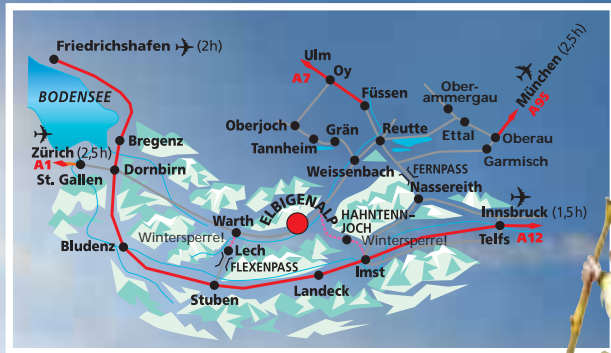 Friedrichshafen (2h)
BODENSEE
Zürich (2,5h)
A1
St. Gallen
Bregenz
Dornbirn
Bludenz
Wintersperre!
Warth
Lech
FLEXENPASS
Stuben
Landeck
ELBIGENALP
Ulm
A7
Oy
Füssen
Oberjoch
Tannheim
Grän
Reutte
Weissenbach
Ober-
ammergau
Ettal
München (2,5h)
A95
Oberau
Garmisch
FERNPASS
Nassereith
HAHTENN-
JOCH
Wintersperre!
Imst
Innsbruck (1,5h)
Telfs
A12